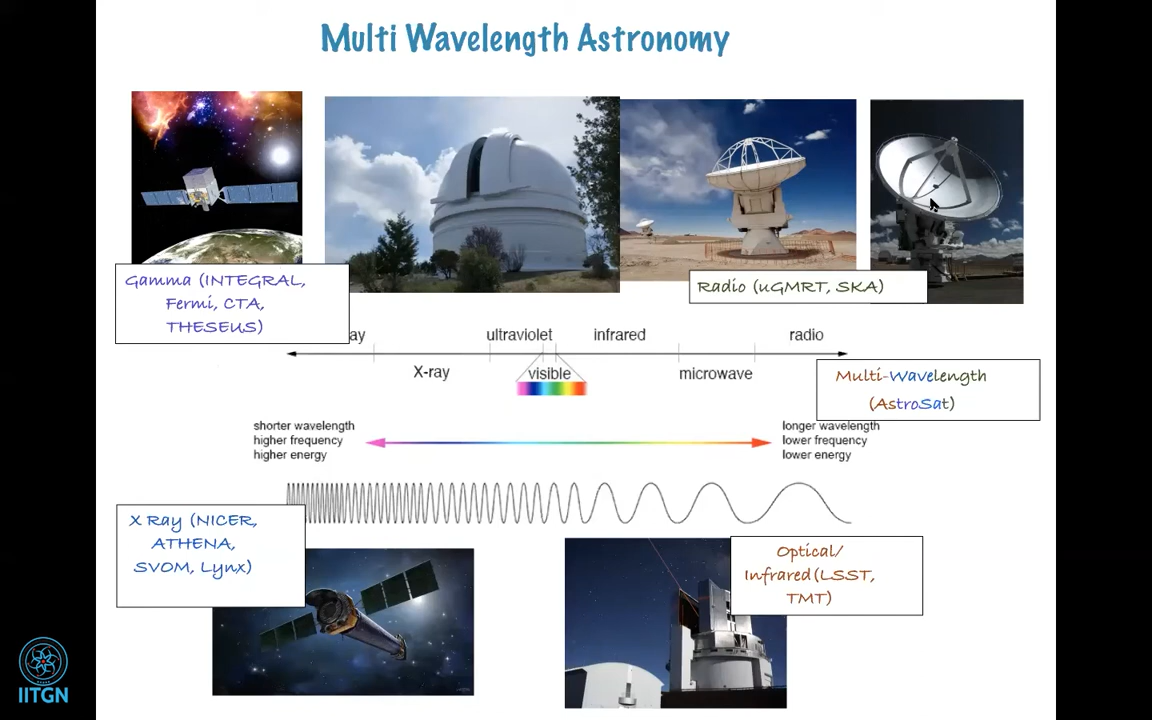 Multi Wavelength Astronomy
Gamma (INTEGRAL,
Fermi, CTA,
THESEUS)
Radio (uGMRT, SKA)
ay
ultraviolet
infrared
radio
X-ray
visible
microwave
Multi-Wavelength
(AstroSat)
shorter wavelength
higher frequency
higher energy
longer wavelength
lower frequency
lower energy
X Ray (NICER,
ATHENA,
SVOM, Lynx)
Optical/
Infrared(LSST,
TMT)
IITGN